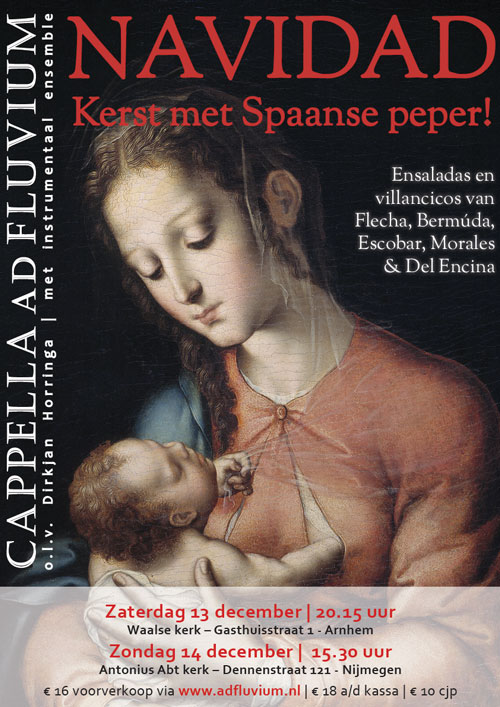 CAPPELLA AD FLUVIUM
o.l.v. Dirkjan Horringa | met instrumentaal ensemble
NAVIDAD
Kerst met Spaanse peper!
Ensaladas en
villancicos van
Flecha, Bermúda,
Escobar, Morales
& Del Encina
Zaterdag 13 december | 20.15 uur
Waalse kerk – Gasthuisstraat 1 - Arnhem
Zondag 14 december | 15.30 uur
Antonius Abt kerk – Dennenstraat 121 - Nijmegen
€ 16 voorverkoop via www.adfluvium.nl | € 18 a/d kassa | € 10 cjp